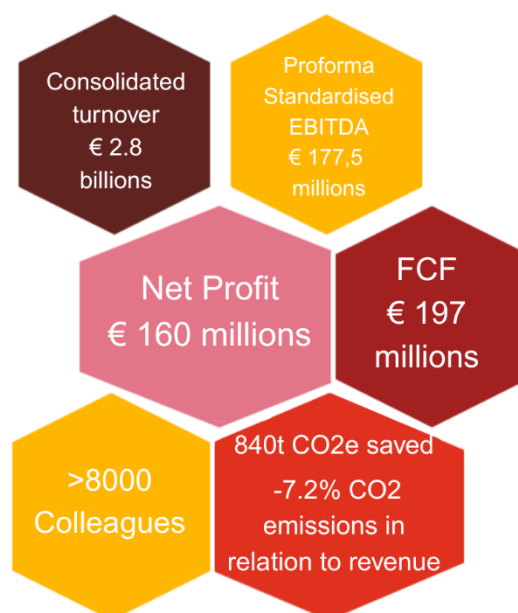 Consolidated
turnover
€ 2.8
billions
Proforma
Standardised
EBITDA
€ 177,5
millions
Net Profit
€ 160 millions
FCF
€ 197
millions
>8000
Colleagues
840t CO2e saved
-7.2% CO2
emissions in
relation to revenue